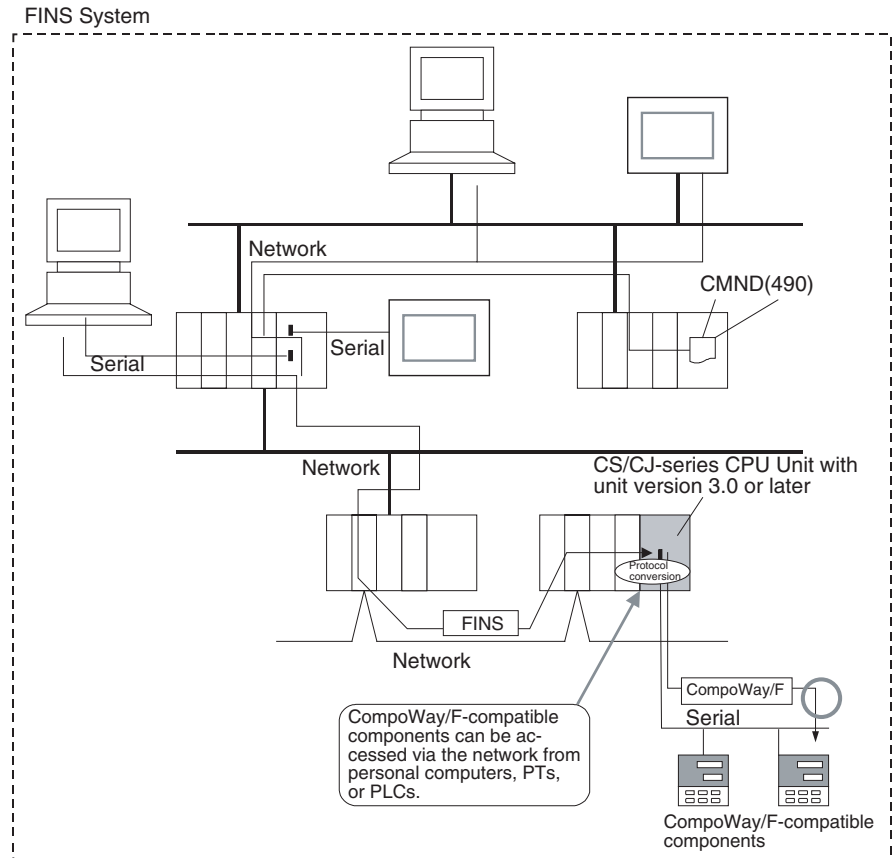 FINS System
Network
CMND(490)
Serial
Serial
Network
CS/CJ-series CPU Unit with
unit version 3.0 or later
Protocol
conversion
FINS
Network
CompoWay/F
Serial
CompoWay/F-compatible
components can be ac-
cessed via the network from
personal computers, PTs,
or PLCs.
CompoWay/F-compatible
components